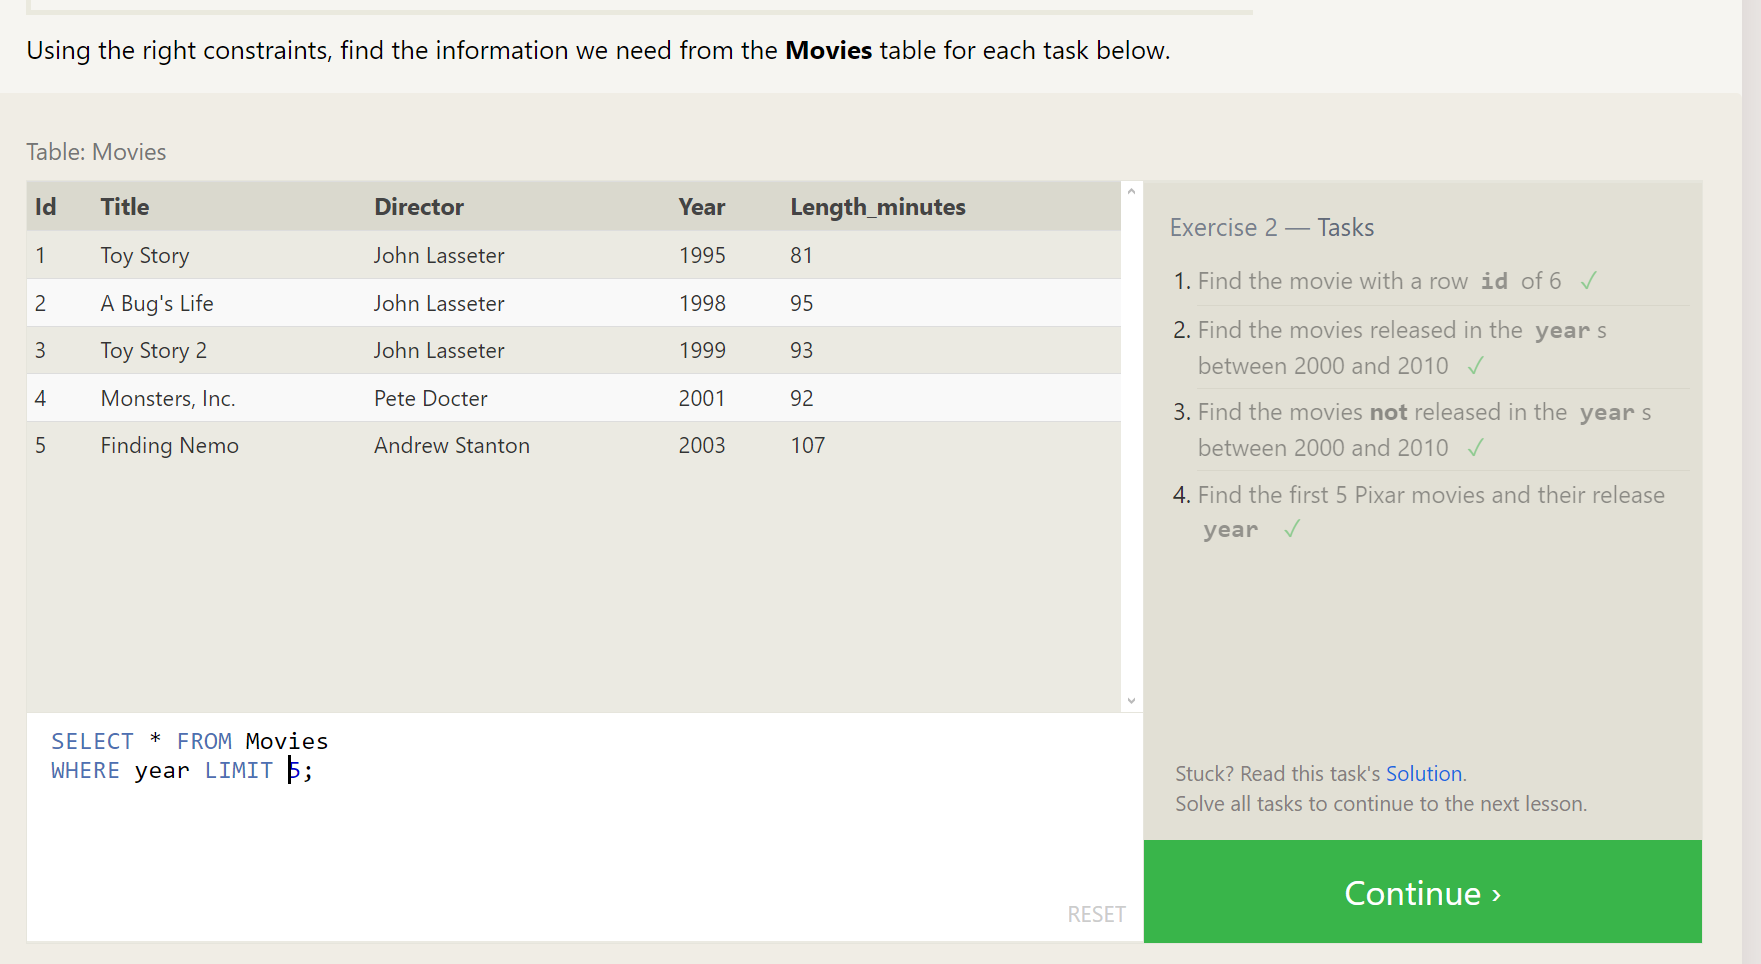 Using the right constraints, find the information we need from the Movies table for each task below.
Table: Movies
Id Title Director Year Length_minutes
1 Toy Story John Lasseter 1995 81
2 A Bug's Life John Lasseter 1998 95
3 Toy Story 2 John Lasseter 1999 93
4 Monsters, Inc. Pete Docter 2001 92
5 Finding Nemo Andrew Stanton 2003 107
SELECT * FROM Movies
WHERE year LIMIT 5;
RESET
Exercise 2 — Tasks
1. Find the movie with a row id of 6 ✓
2. Find the movies released in the year s
between 2000 and 2010 ✓
3. Find the movies not released in the year s
between 2000 and 2010 ✓
4. Find the first 5 Pixar movies and their release
year ✓
Stuck? Read this task's Solution.
Solve all tasks to continue to the next lesson.
Continue ›